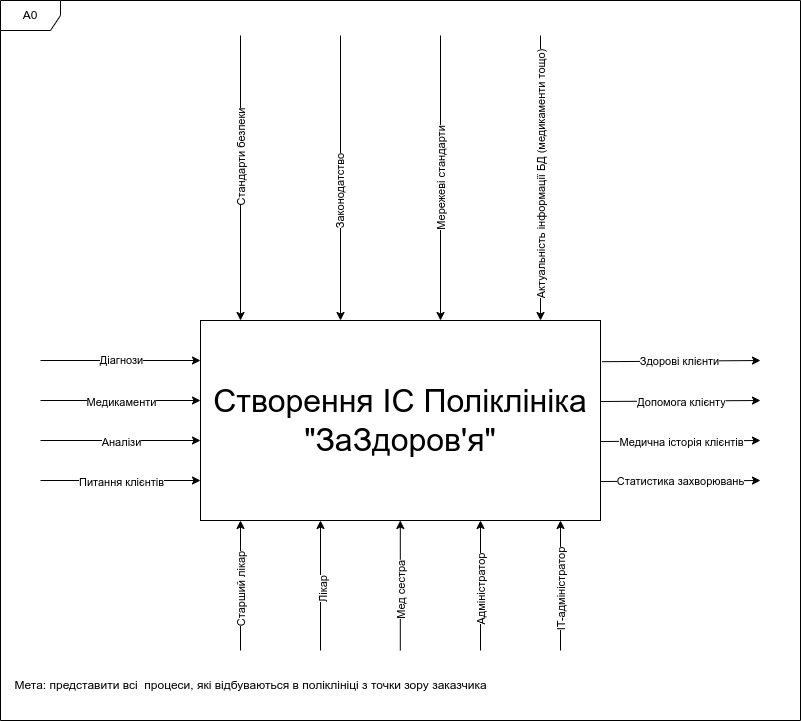 A0
Стандарти безпеки
Законодатство
Мережеві стандарти
Актуальність інформації БД (медикаменти тощо)
Діагнози
Медикаменти
Аналізи
Питання клієнтів
Створення ІС Поліклініка
"ЗаЗдоров'я"
Здорові клієнти
Допомога клієнту
Медична історія клієнтів
Статистика захворювань
Старший лікар
Лікар
Мед сестра
Адміністратор
ІТ-адміністратор
Мета: представити всі  процеси, які відбуваються в поліклініці з точки зору заказчика